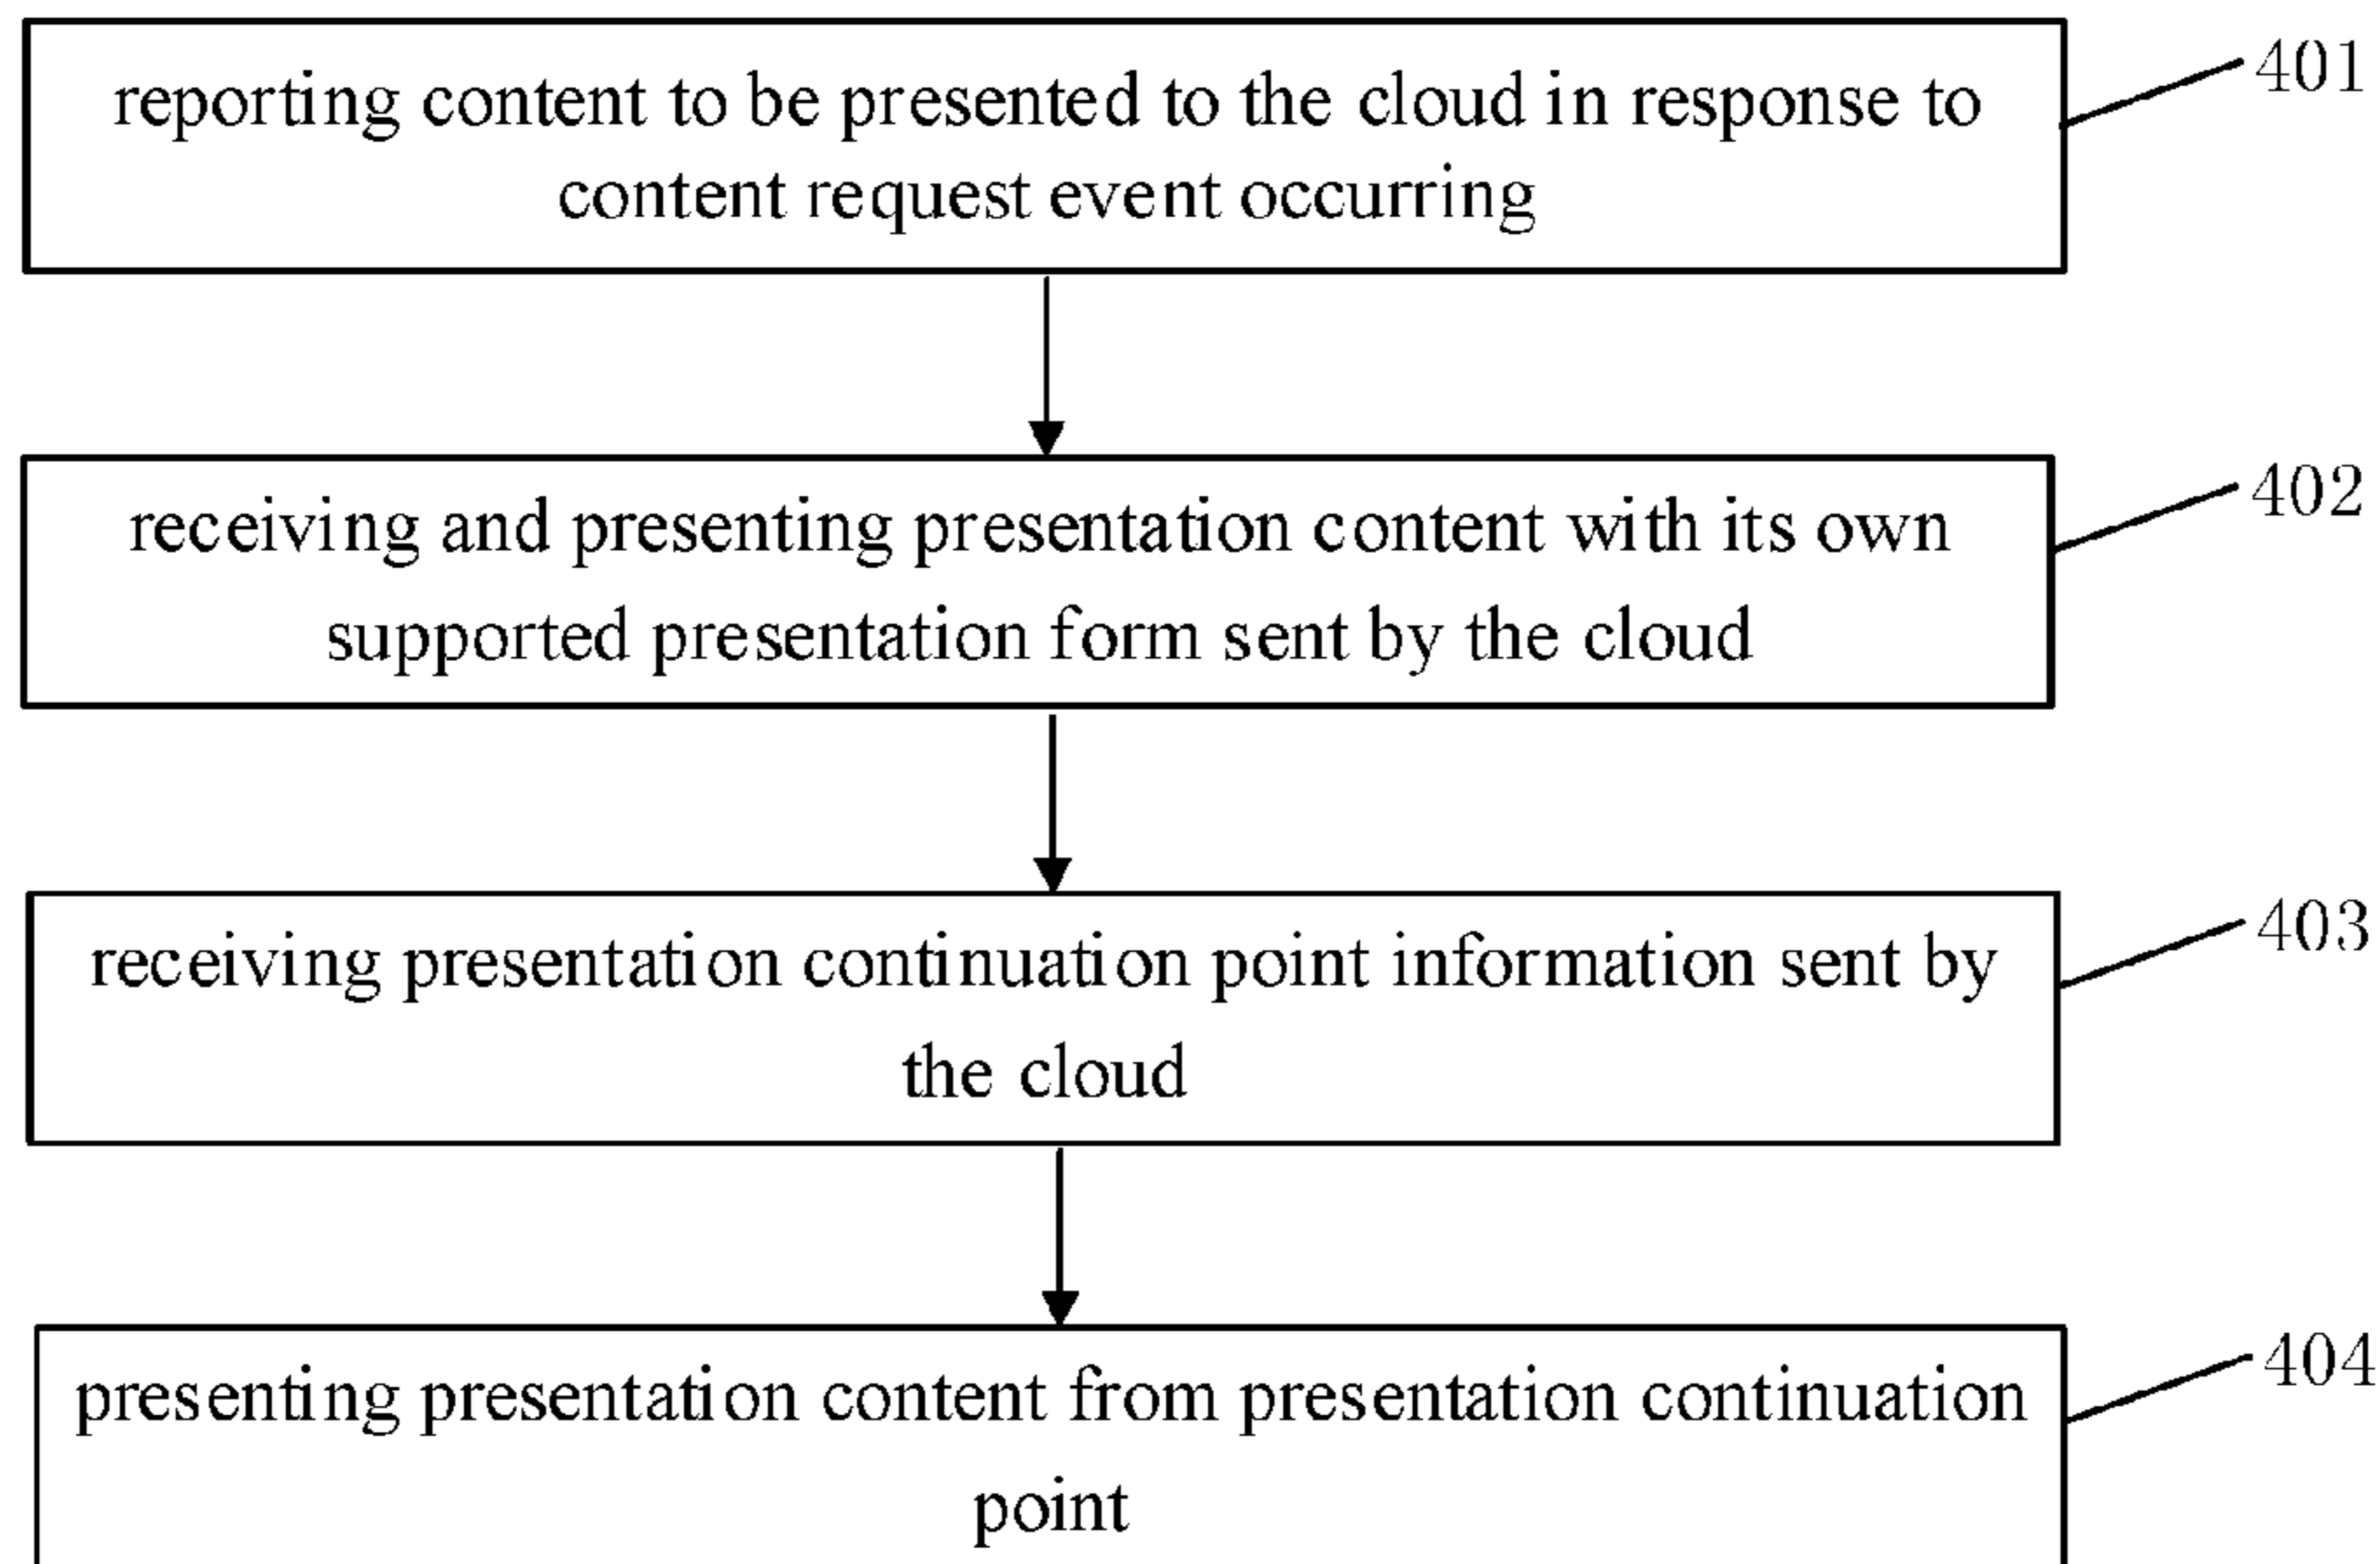 reporting content to be presented to the cloud in response to
content request event occurring
401
receiving and presenting presentation content with its own
supported presentation form sent by the cloud
402
receiving presentation continuation point information sent by
the cloud
403
presenting presentation content from presentation continuation
point
404